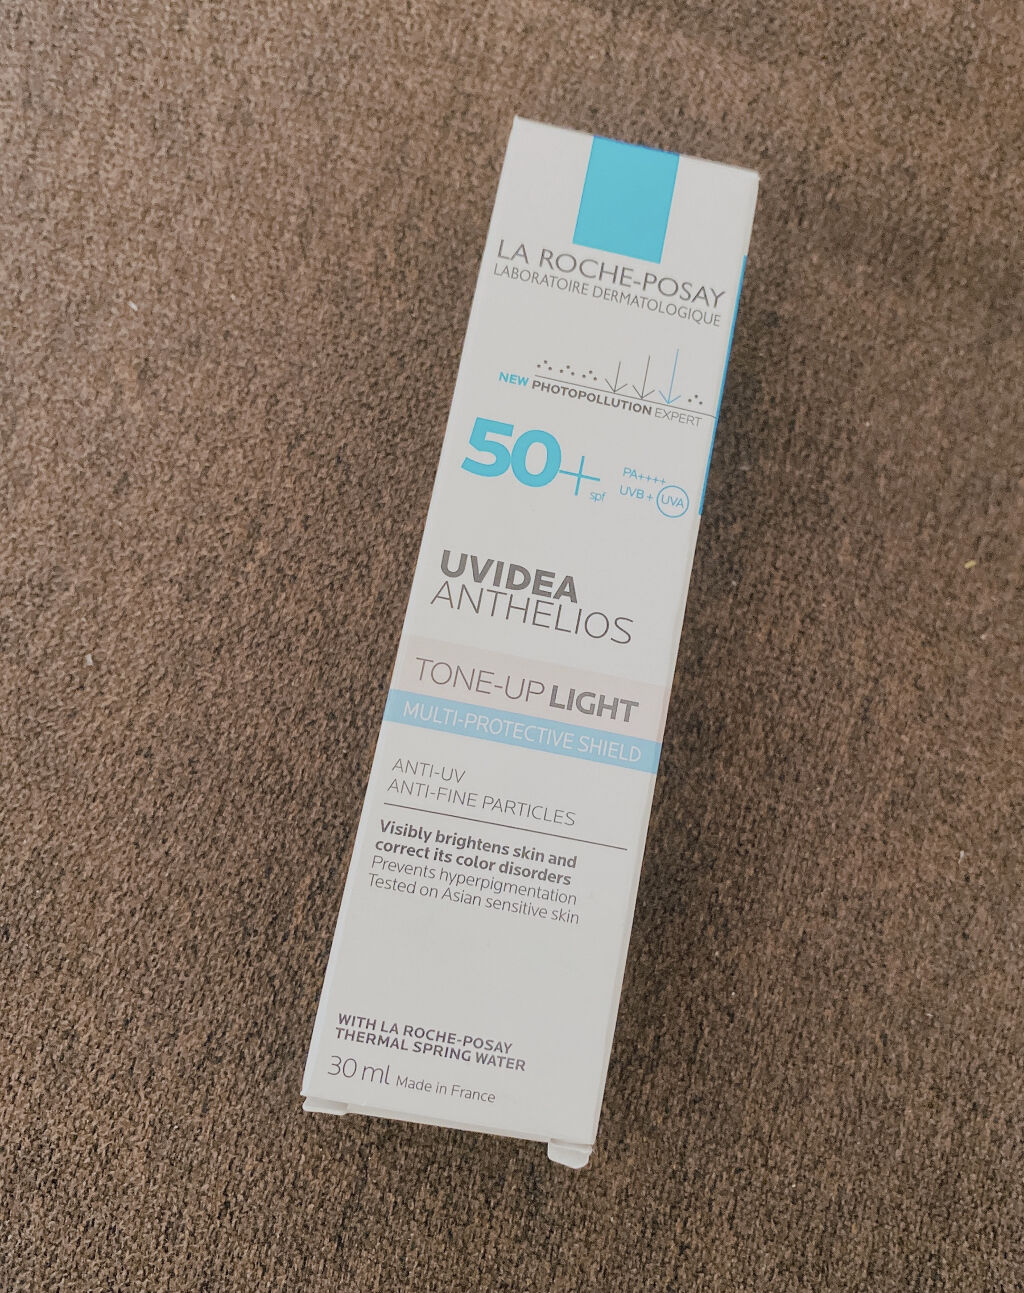 LA ROCHE-POSAY
LABORATOIRE DERMATOLOGIQUE
NEW PHOTOPOLLUTION EXPERT
50+ spf
PA++++
UVB + UVA
UVIDEA
ANTHELIOS
TONE-UP LIGHT
MULTI-PROTECTIVE SHIELD
ANTI-UV
ANTI-FINE PARTICLES
Visibly brightens skin and
correct its color disorders
Prevents hyperpigmentation
Tested on Asian sensitive skin
WITH LA ROCHE-POSAY
THERMAL SPRING WATER
30 ml Made in France